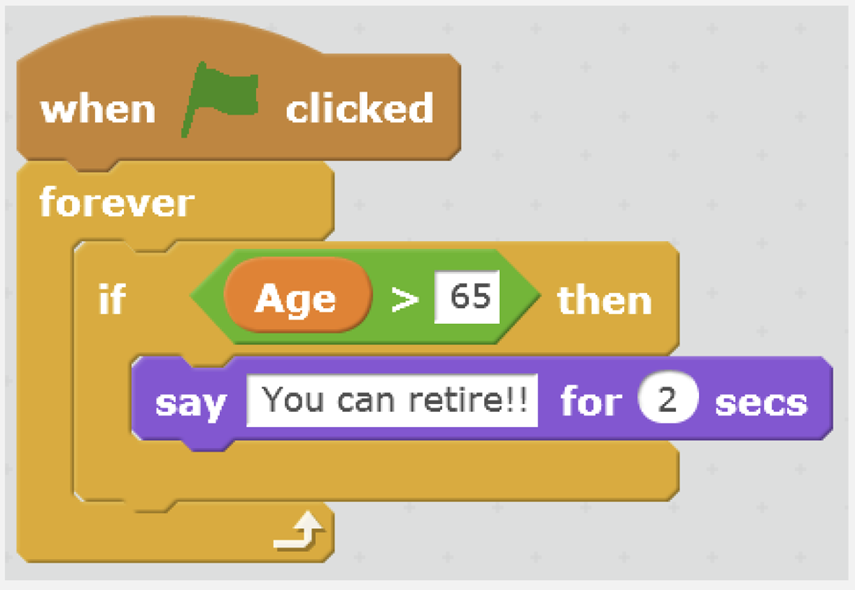 when clicked
forever
if Age > 65 then
say You can retire!! for 2 secs